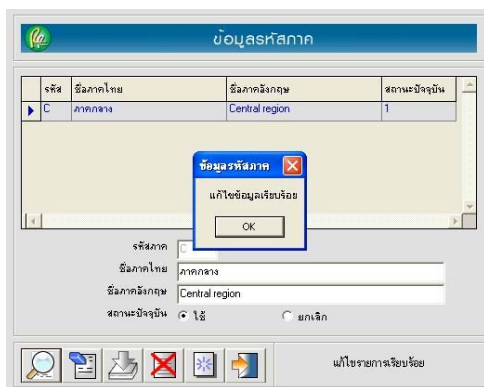 ข้อมูลรหัสภาค
รหัส ชื่อภาคไทย ชื่อภาคอังกฤษ สถานะปัจจุบัน
C ภาคกลาง Central region 1
ข้อมูลรหัสภาค
แก้ไขข้อมูลเรียบร้อย
OK
รหัสภาค C
ชื่อภาคไทย ภาคกลาง
ชื่อภาคอังกฤษ Central region
สถานะปัจจุบัน ใช้ ยกเลิก
แก้ไขรายการเรียบร้อย